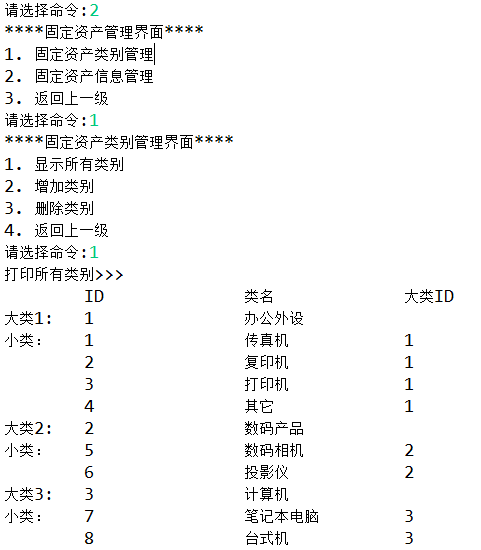 请选择命令:2
****固定资产管理界面****
1. 固定资产类别管理
2. 固定资产信息管理
3. 返回上一级
请选择命令:1
****固定资产类别管理界面****
1. 显示所有类别
2. 增加类别
3. 删除类别
4. 返回上一级
请选择命令:1
打印所有类别>>>
ID 类名 大类ID
大类1: 1 办公外设
小类: 1 传真机 1
2 复印机 1
3 打印机 1
4 其它 1
大类2: 2 数码产品
小类: 5 数码相机 2
6 投影仪 2
大类3: 3 计算机
小类: 7 笔记本电脑 3
8 台式机 3